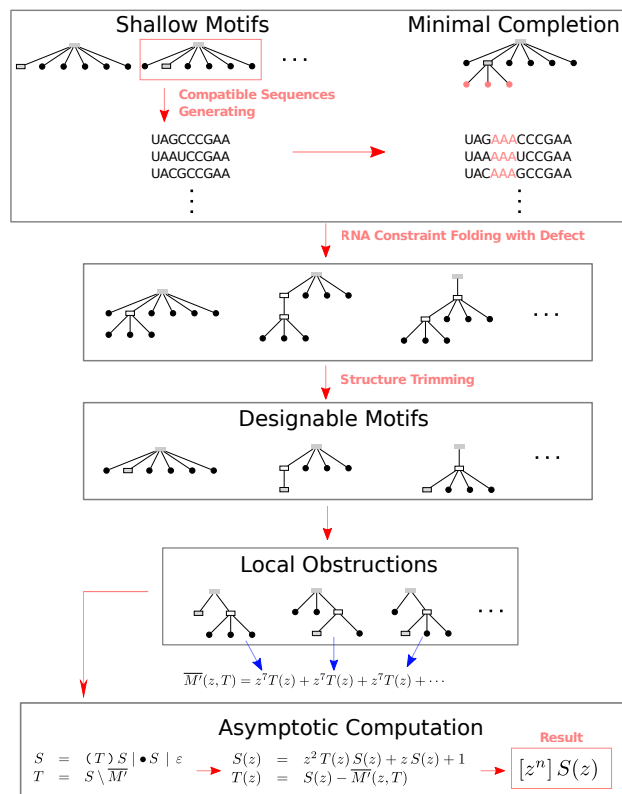 Shallow Motifs
Minimal Completion
. . .
Compatible Sequences
Generating
UAGCCCGAA
UAAUCCGAA
UACGCCGAA
UAGAAACCCGAA
UAAAAAUCCGAA
UACAAAGCCGAA
RNA Constraint Folding with Defect
. . .
Structure Trimming
Designable Motifs
. . .
Local Obstructions
. . .
M̅'̅(z, T) = z⁷T(z) + z⁷T(z) + z⁷T(z) + ⋯
Asymptotic Computation
Result
S = (T) S | • S | ε
T = S \ M̅'̅
S(z) = z² T(z) S(z) + z S(z) + 1
T(z) = S(z) − M̅'̅(z, T)
[zⁿ] S(z)